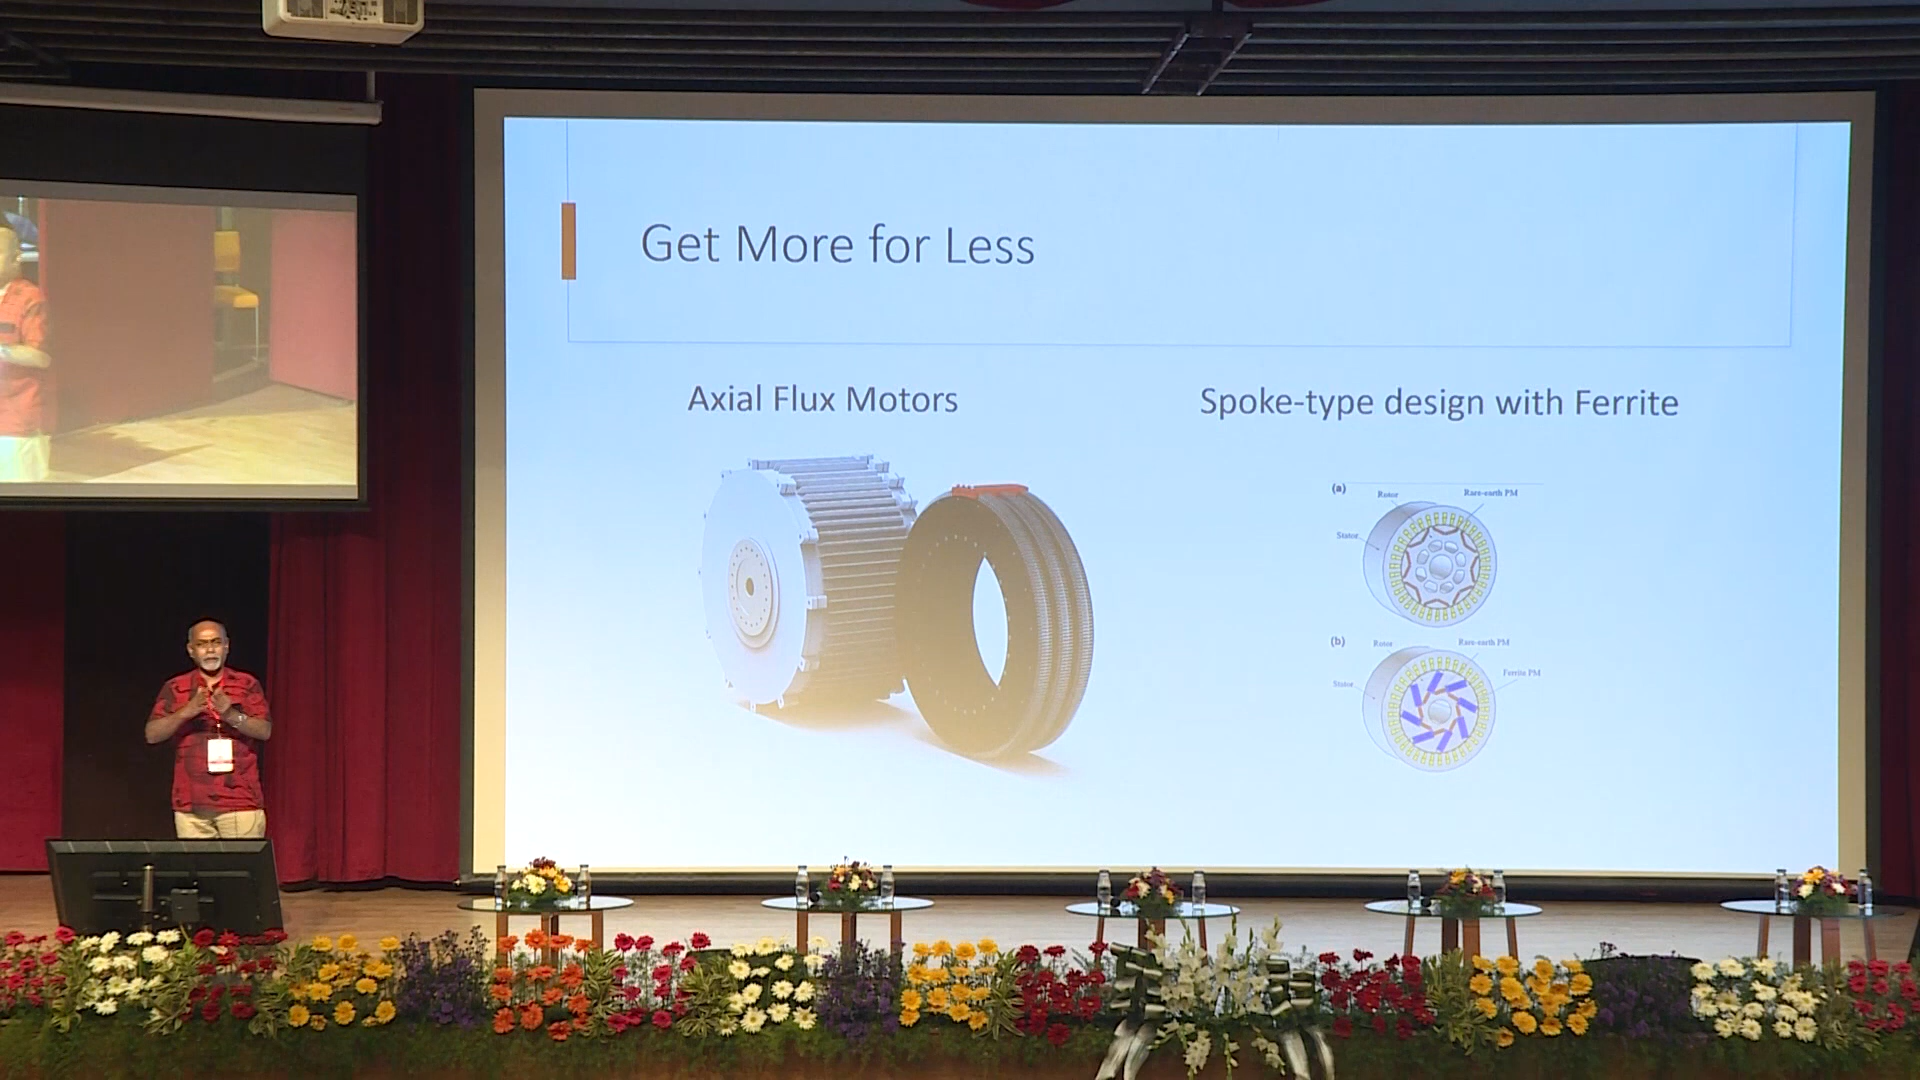 Get More for Less
Axial Flux Motors
Spoke-type design with Ferrite
(a)
Rotor
Rare-earth PM
Stator
(b)
Rotor
Rare-earth PM
Ferrite PM
Stator